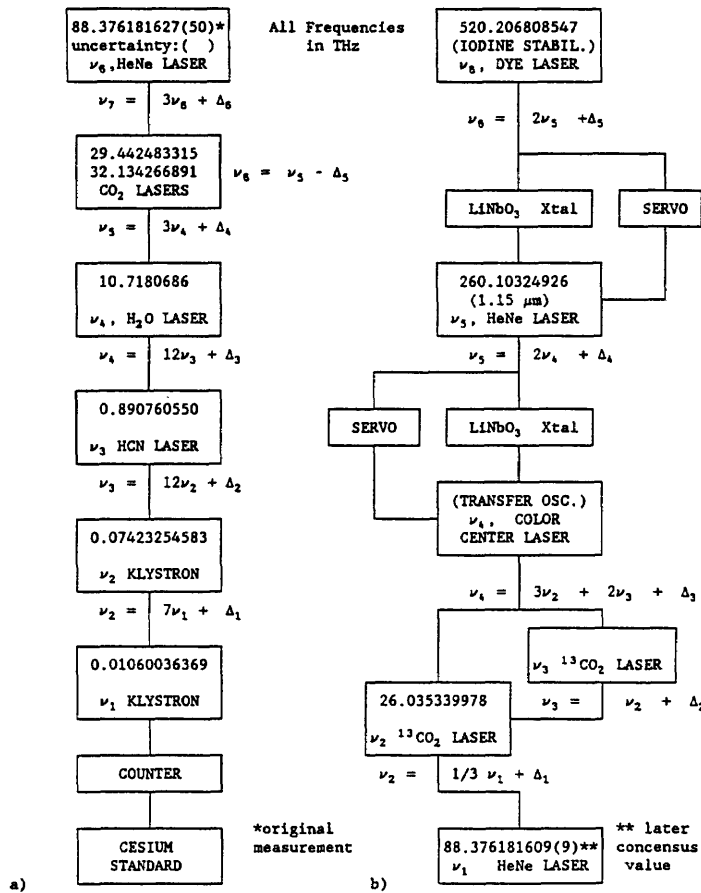 All Frequencies
in THz
88.376181627(50)*
uncertainty:( )
ν₆,HeNe LASER
ν₇ = 3ν₆ + Δ₆
29.442483315
32.134266891
CO₂ LASERS
ν₆ = ν₅ - Δ₅
ν₅ = 3ν₄ + Δ₄
10.7180686
ν₄, H₂O LASER
ν₄ = 12ν₃ + Δ₃
0.890760550
ν₃ HCN LASER
ν₃ = 12ν₂ + Δ₂
0.07423254583
ν₂ KLYSTRON
ν₂ = 7ν₁ + Δ₁
0.01060036369
ν₁ KLYSTRON
COUNTER
CESIUM
STANDARD
*original
measurement
a)
520.206808547
(IODINE STABIL.)
ν₆, DYE LASER
ν₆ = 2ν₅ +Δ₅
LiNbO₃ Xtal
SERVO
260.10324926
(1.15 μm)
ν₅, HeNe LASER
ν₅ = 2ν₄ + Δ₄
SERVO
LiNbO₃ Xtal
(TRANSFER OSC.)
ν₄, COLOR
CENTER LASER
ν₄ = 3ν₂ + 2ν₃ + Δ₃
ν₃ ¹³CO₂ LASER
ν₃ = ν₂ + Δ₂
26.035339978
ν₂ ¹³CO₂ LASER
ν₂ = 1/3 ν₁ + Δ₁
88.376181609(9)**
ν₁ HeNe LASER
** later
concensus
value
b)